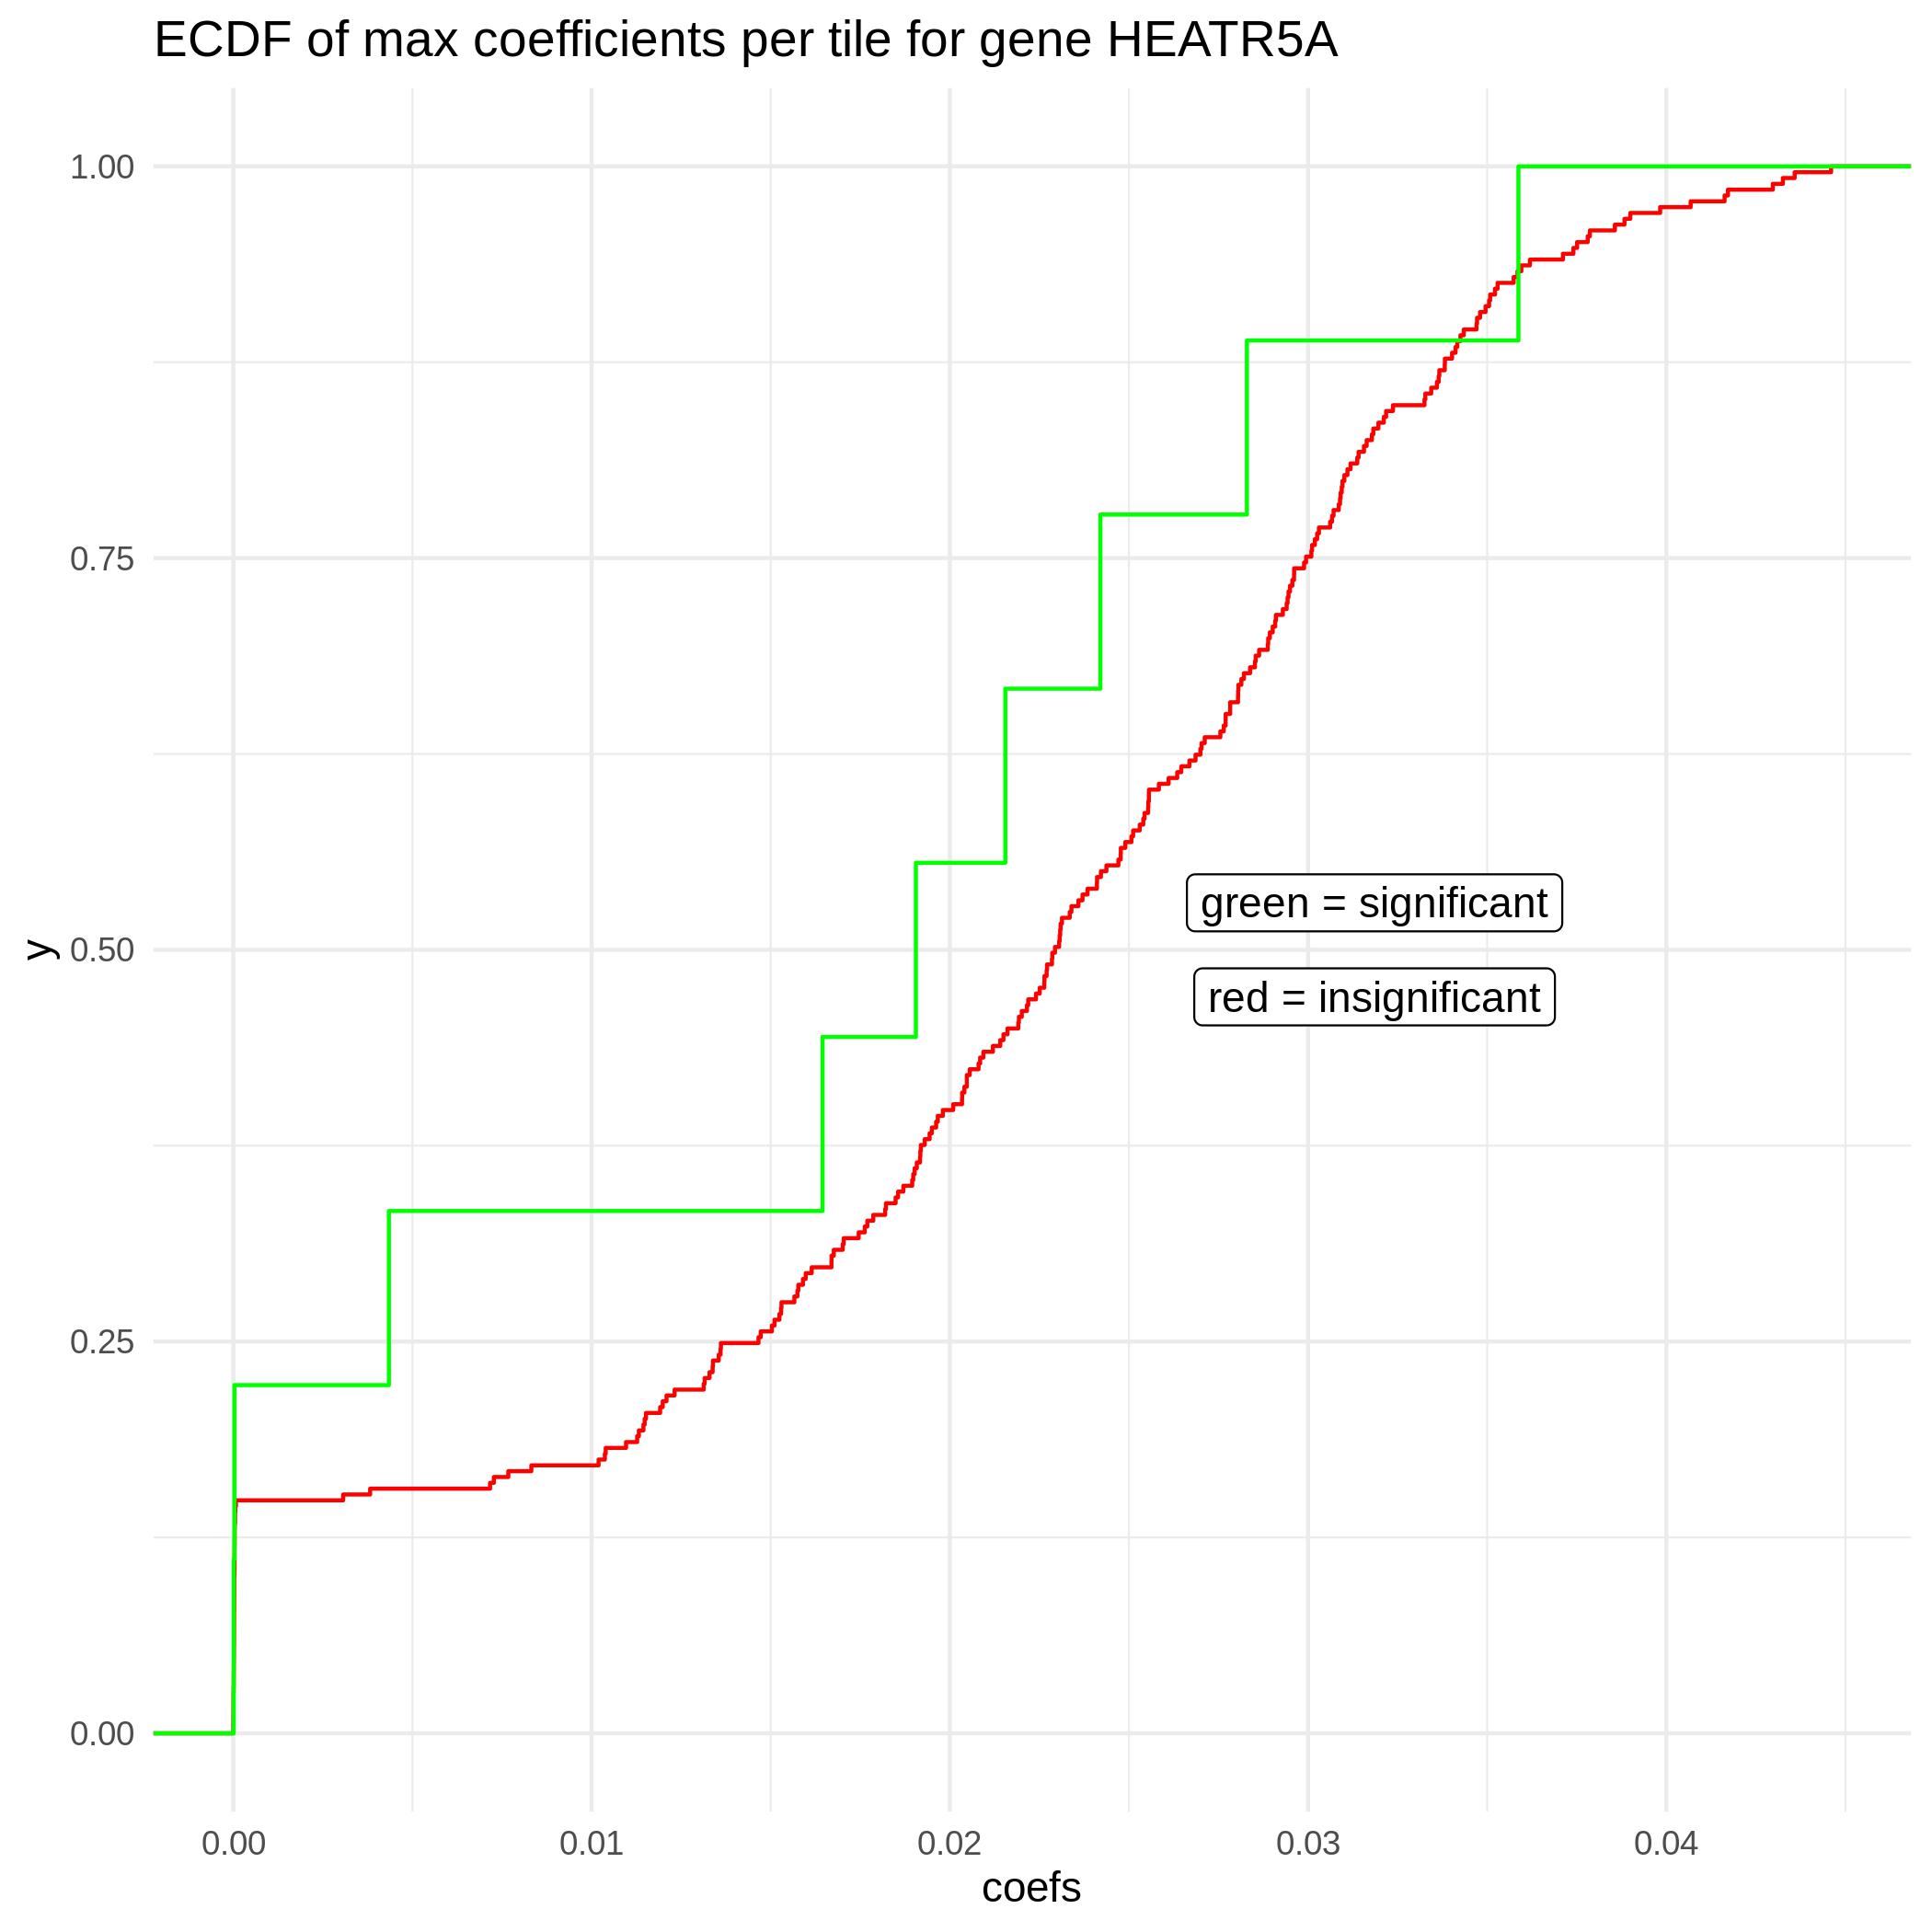 ECDF of max coefficients per tile for gene HEATR5A
1.00
0.75
0.50
0.25
0.00
y
green = significant
red = insignificant
0.00 0.01 0.02 0.03 0.04
coefs